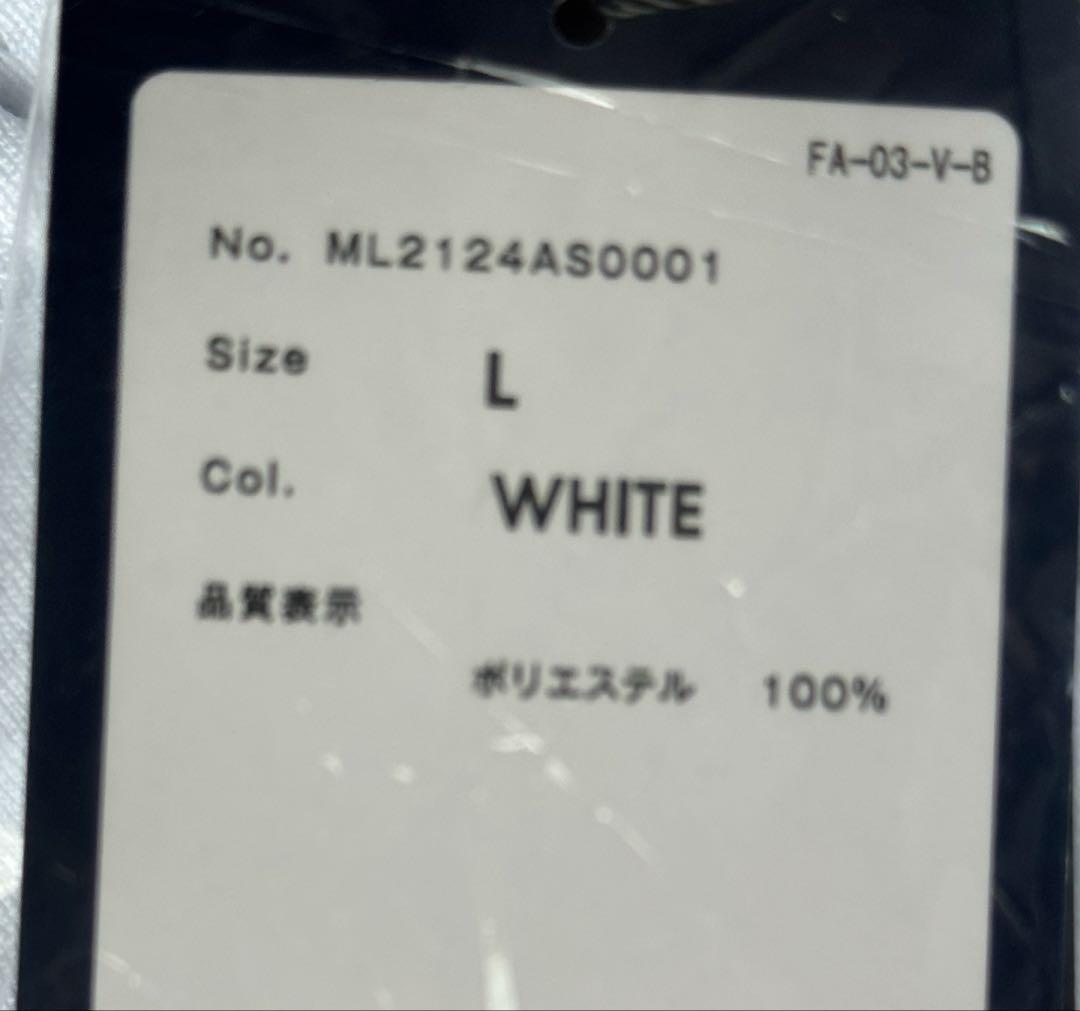 FA-03-V-B
No. ML2124AS0001
Size L
Col. WHITE
品質表示
ポリエステル 100%